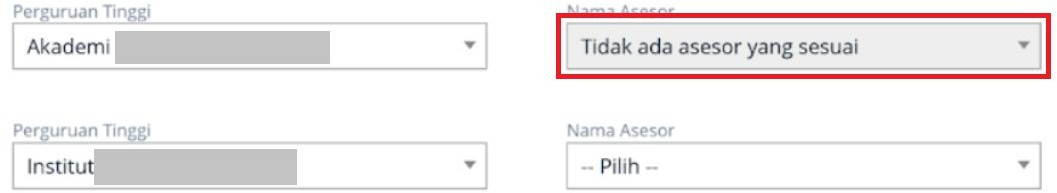 Perguruan Tinggi
Nama Asesor
Akademi
Tidak ada asesor yang sesuai
Perguruan Tinggi
Nama Asesor
Institut
-- Pilih --